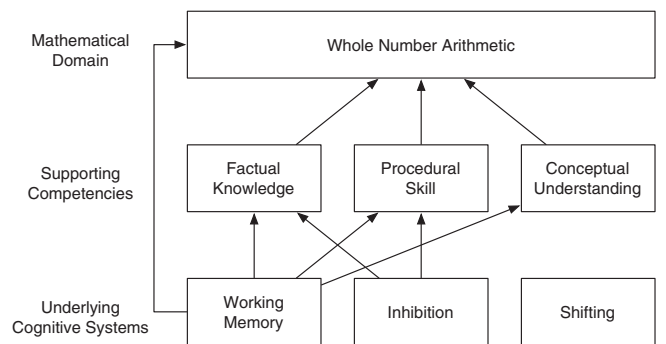 Mathematical
Domain
Whole Number Arithmetic
Supporting
Competencies
Factual
Knowledge
Procedural
Skill
Conceptual
Understanding
Underlying
Cognitive Systems
Working
Memory
Inhibition
Shifting